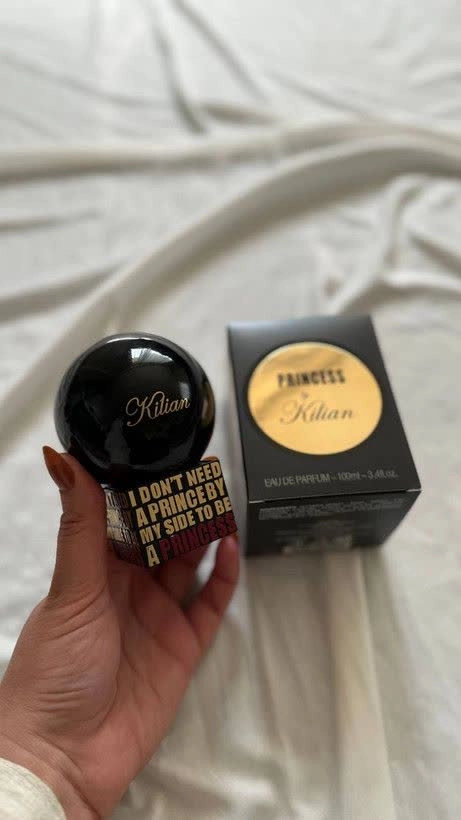 Kilian
I DON'T NEED
A PRINCE BY
MY SIDE TO BE
A PRINCESS
PRINCESS
by
Kilian
EAU DE PARFUM - 100ml - 3.4fl.oz.